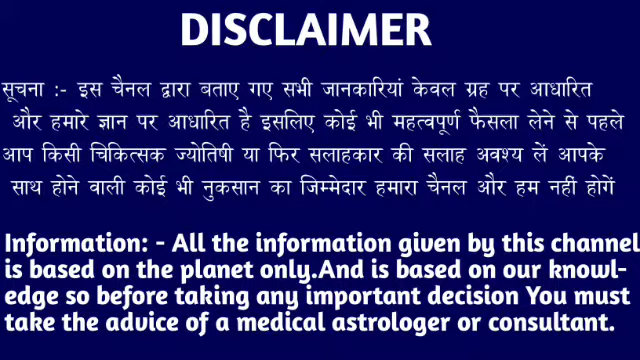 DISCLAIMER
सूचना :- इस चैनल द्वारा बताए गए सभी जानकारियां केवल ग्रह पर आधारित
और हमारे ज्ञान पर आधारित है इसलिए कोई भी महत्वपूर्ण फैसला लेने से पहले
आप किसी चिकित्सक ज्योतिषी या फिर सलाहकार की सलाह अवश्य लें आपके
साथ होने वाली कोई भी नुकसान का जिम्मेदार हमारा चैनल और हम नहीं होगें
Information: - All the information given by this channel
is based on the planet only.And is based on our knowl-
edge so before taking any important decision You must
take the advice of a medical astrologer or consultant.